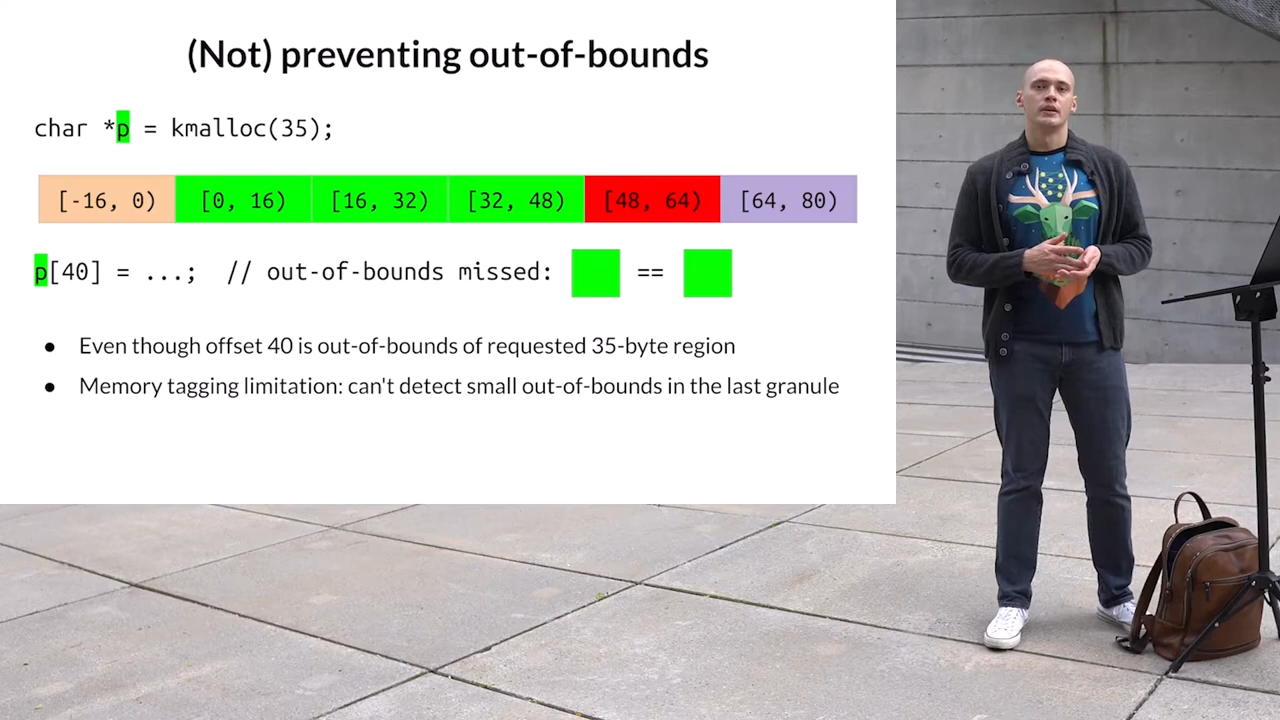 (Not) preventing out-of-bounds
char *p = kmalloc(35);
[-16, 0) [0, 16) [16, 32) [32, 48) [48, 64) [64, 80)
p[40] = ...; // out-of-bounds missed: ==
● Even though offset 40 is out-of-bounds of requested 35-byte region
● Memory tagging limitation: can't detect small out-of-bounds in the last granule